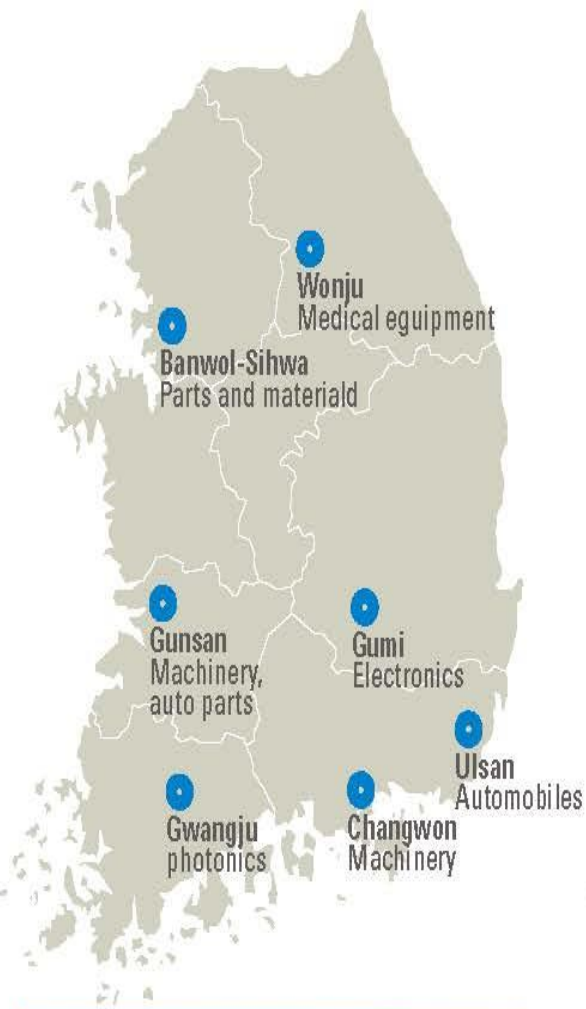 Wonju
Medical eguipment
Banwol-Sihwa
Parts and materiald
Gunsan
Machinery,
auto parts
Gumi
Electronics
Ulsan
Automobiles
Gwangju
photonics
Changwon
Machinery